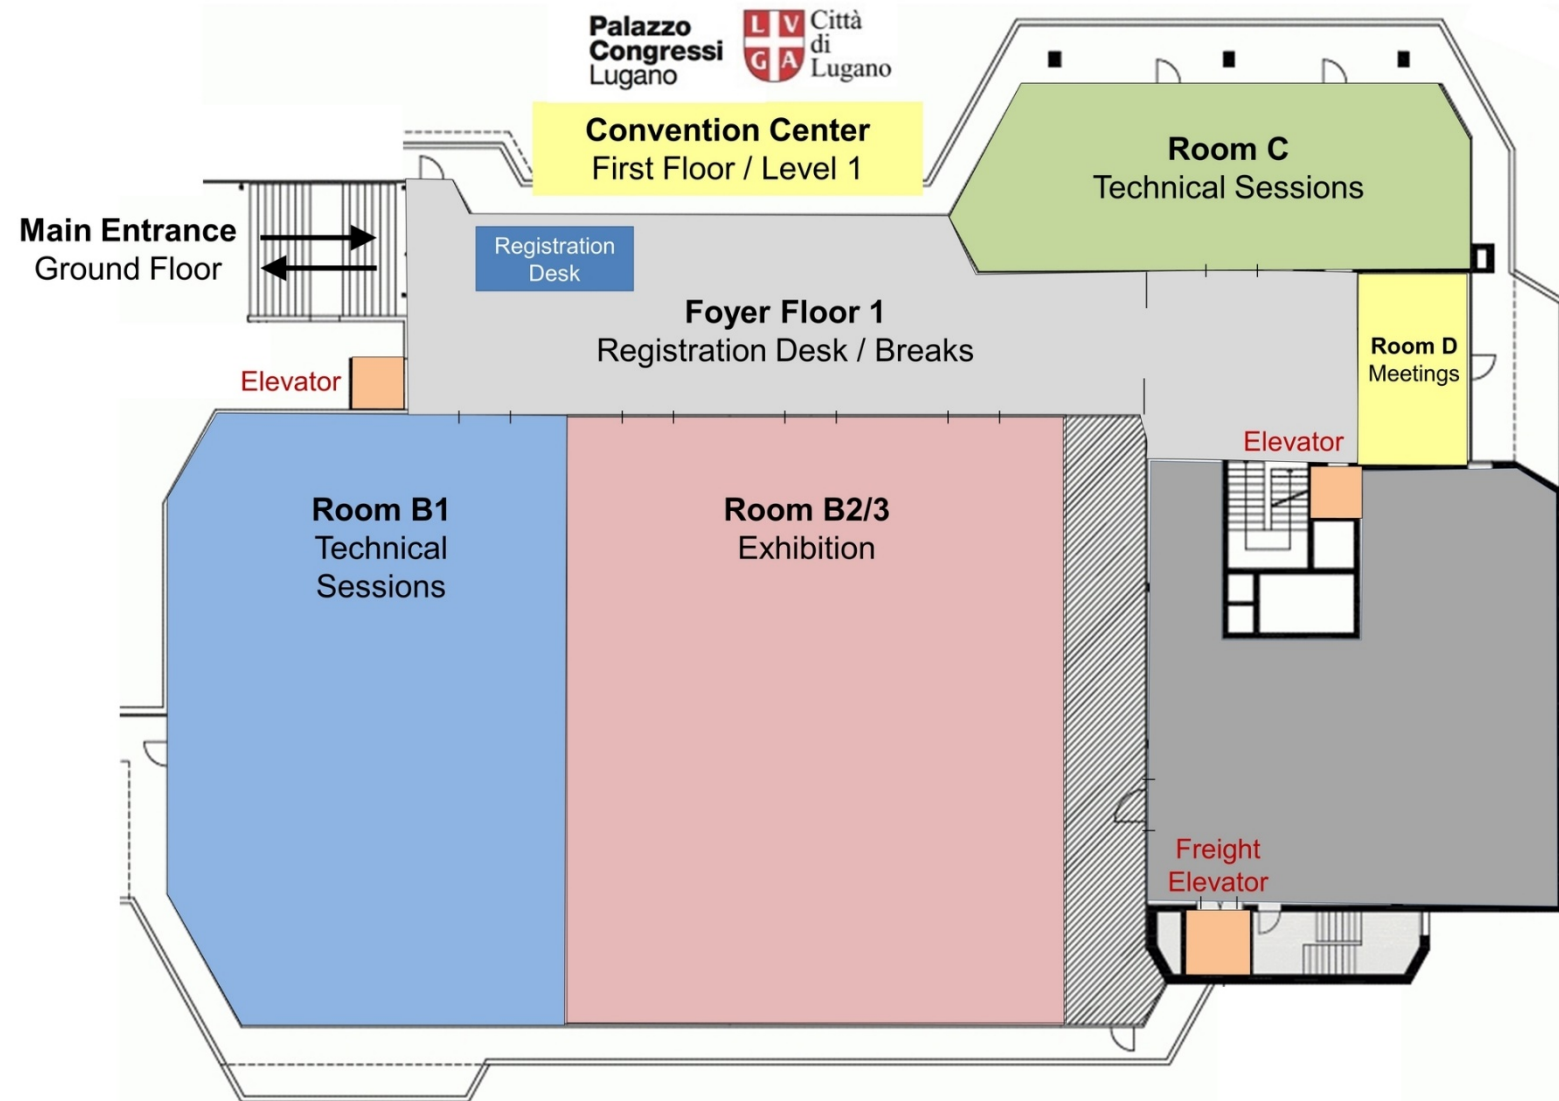 Palazzo
Congressi
Lugano
L V
G A
Città
di
Lugano
Convention Center
First Floor / Level 1
Room C
Technical Sessions
Main Entrance
Ground Floor
Registration
Desk
Foyer Floor 1
Registration Desk / Breaks
Room D
Meetings
Elevator
Elevator
Room B1
Technical
Sessions
Room B2/3
Exhibition
Freight
Elevator